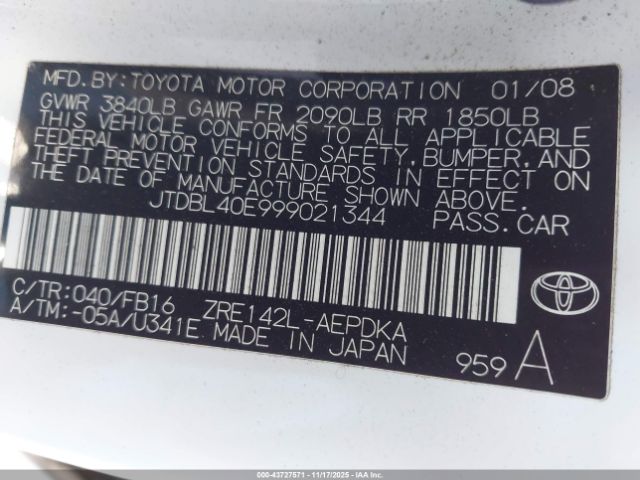 MFD.BY:TOYOTA MOTOR CORPORATION 01/08
GVWR 3840LB GAWR FR 2090LB RR 1850LB
THIS VEHICLE CONFORMS TO ALL APPLICABLE
FEDERAL MOTOR VEHICLE SAFETY,BUMPER,AND
THEFT PREVENTION STANDARDS IN EFFECT ON
THE DATE OF MANUFACTURE SHOWN ABOVE.
JTDBL40E999021344 PASS.CAR
C/TR:040/FB16 ZRE142L-AEPDKA
A/TM:-05A/U341E MADE IN JAPAN
959 A
000-43727571 - 11/17/2025 - IAAI.CA